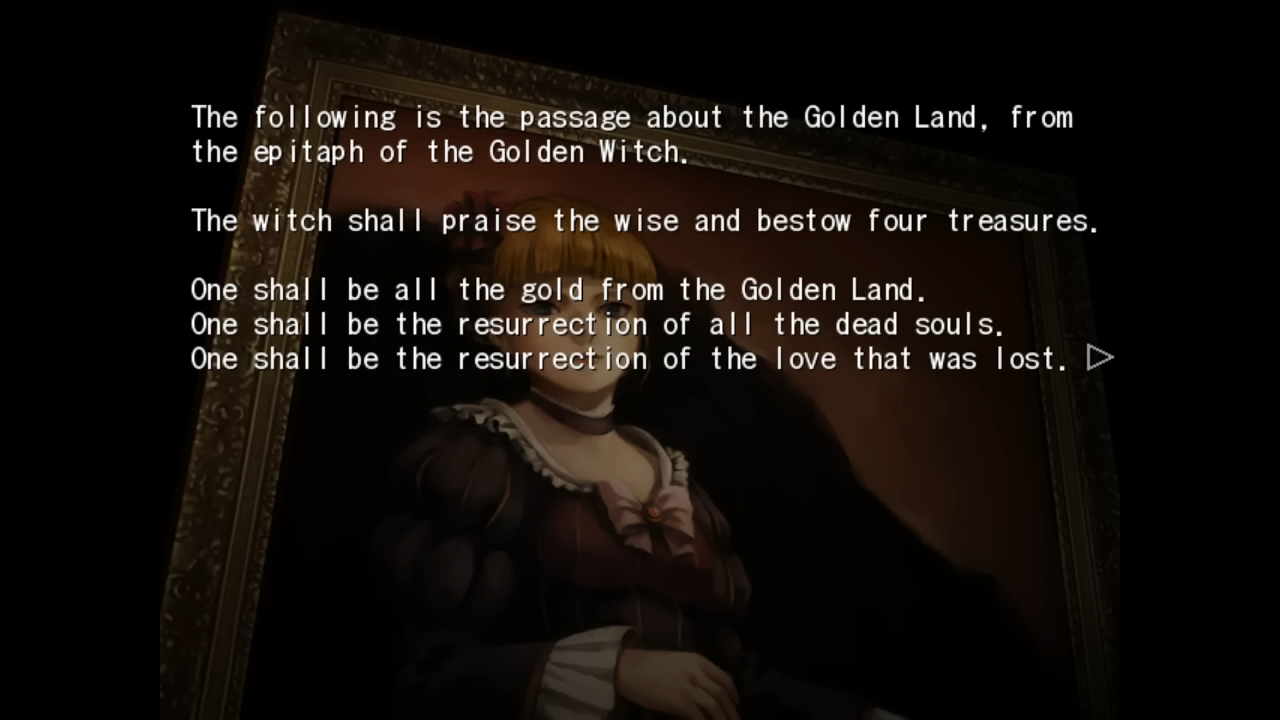 The following is the passage about the Golden Land, from
the epitaph of the Golden Witch.
The witch shall praise the wise and bestow four treasures.
One shall be all the gold from the Golden Land.
One shall be the resurrection of all the dead souls.
One shall be the resurrection of the love that was lost.